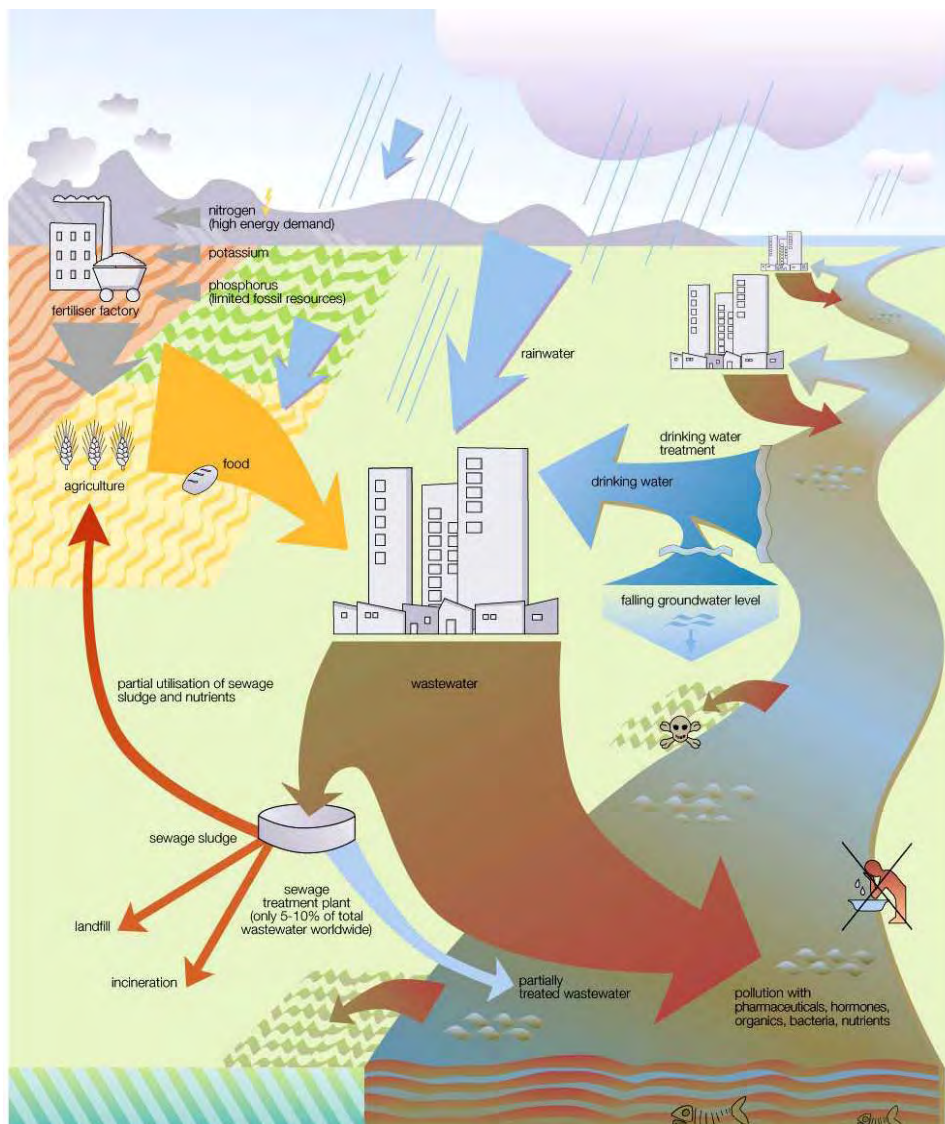 nitrogen
(high energy demand)
potassium
phosphorus
(limited fossil resources)
fertiliser factory
rainwater
drinking water
treatment
drinking water
food
agriculture
falling groundwater level
partial utilisation of sewage
sludge and nutrients
wastewater
sewage sludge
sewage
treatment plant
(only 5-10% of total
wastewater worldwide)
landfill
incineration
partially
treated wastewater
pollution with
pharmaceuticals, hormones,
organics, bacteria, nutrients